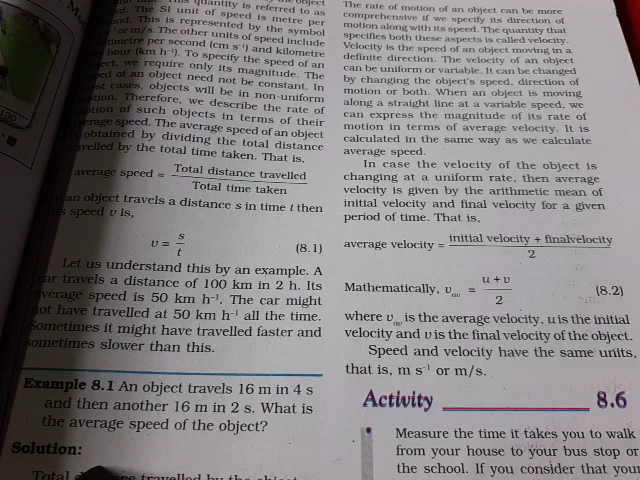 quantity is referred to as
The SI unit of speed is metre per
This is represented by the symbol
or m/s. The other units of speed include
centimetre per second (cm s⁻¹) and kilometre
hour (km h⁻¹). To specify the speed of an
we require only its magnitude. The
speed of an object need not be constant. In
most cases, objects will be in non-uniform
motion. Therefore, we describe the rate of
motion of such objects in terms of their
average speed. The average speed of an object
obtained by dividing the total distance
travelled by the total time taken. That is,
average speed = Total distance travelled
Total time taken
an object travels a distance s in time t then
speed v is,
v = s
t
(8.1)
Let us understand this by an example. A
car travels a distance of 100 km in 2 h. Its
average speed is 50 km h⁻¹. The car might
not have travelled at 50 km h⁻¹ all the time.
Sometimes it might have travelled faster and
sometimes slower than this.
Example 8.1 An object travels 16 m in 4 s
and then another 16 m in 2 s. What is
the average speed of the object?
Solution:
Total travelled by the object
The rate of motion of an object can be more
comprehensive if we specify its direction of
motion along with its speed. The quantity that
specifies both these aspects is called velocity.
Velocity is the speed of an object moving in a
definite direction. The velocity of an object
can be uniform or variable. It can be changed
by changing the object's speed, direction of
motion or both. When an object is moving
along a straight line at a variable speed, we
can express the magnitude of its rate of
motion in terms of average velocity. It is
calculated in the same way as we calculate
average speed.
In case the velocity of the object is
changing at a uniform rate, then average
velocity is given by the arithmetic mean of
initial velocity and final velocity for a given
period of time. That is,
average velocity = initial velocity + finalvelocity
2
Mathematically, v av = u + v
2
(8.2)
where v av is the average velocity, u is the initial
velocity and v is the final velocity of the object.
Speed and velocity have the same units,
that is, m s⁻¹ or m/s.
Activity 8.6
Measure the time it takes you to walk
from your house to your bus stop or
the school. If you consider that your